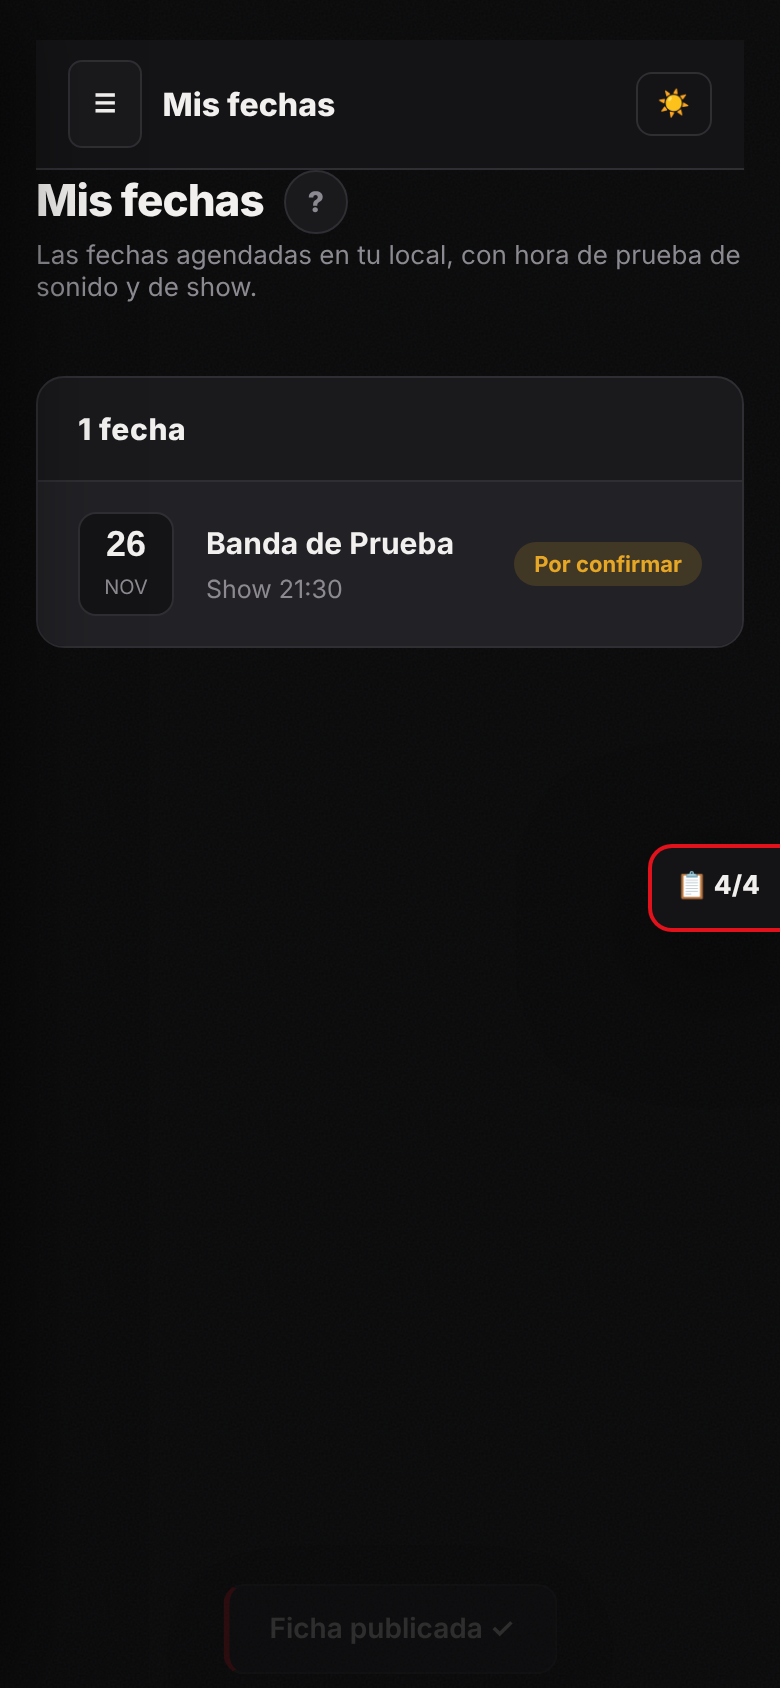 ☰ Mis fechas
Mis fechas ?
Las fechas agendadas en tu local, con hora de prueba de
sonido y de show.
1 fecha
26
NOV
Banda de Prueba
Show 21:30
Por confirmar
📋 4/4
Ficha publicada ✓